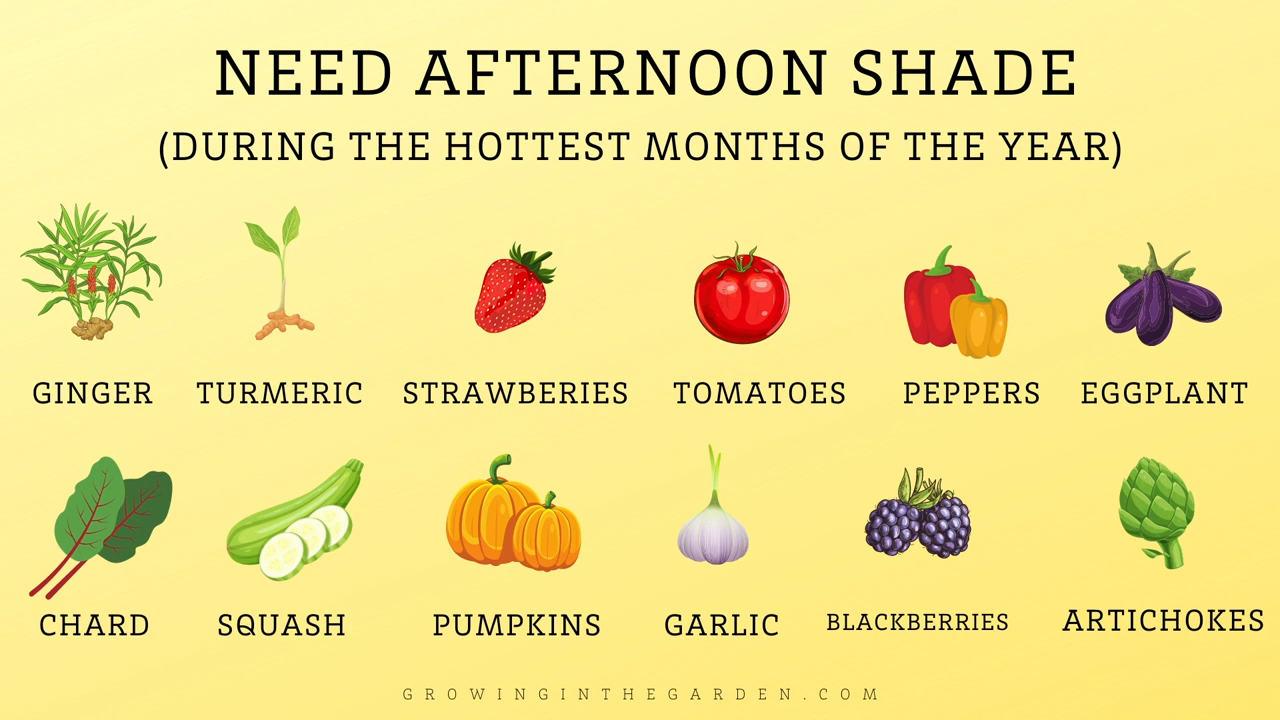 NEED AFTERNOON SHADE
(DURING THE HOTTEST MONTHS OF THE YEAR)
GINGER TURMERIC STRAWBERIES TOMATOES PEPPERS EGGPLANT
CHARD SQUASH PUMPKINS GARLIC BLACKBERRIES ARTICHOKES
GROWINGINTHEGARDEN.COM